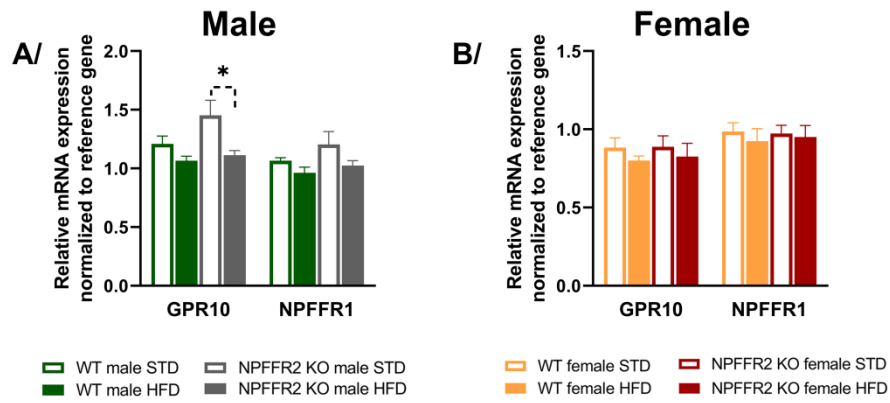 Male
A/
Relative mRNA expression
normalized to reference gene
2.0
1.5
1.0
0.5
0.0
*
GPR10
NPFFR1
WT male STD
NPFFR2 KO male STD
WT male HFD
NPFFR2 KO male HFD
Female
B/
Relative mRNA expression
normalized to reference gene
1.5
1.0
0.5
0.0
GPR10
NPFFR1
WT female STD
NPFFR2 KO female STD
WT female HFD
NPFFR2 KO female HFD